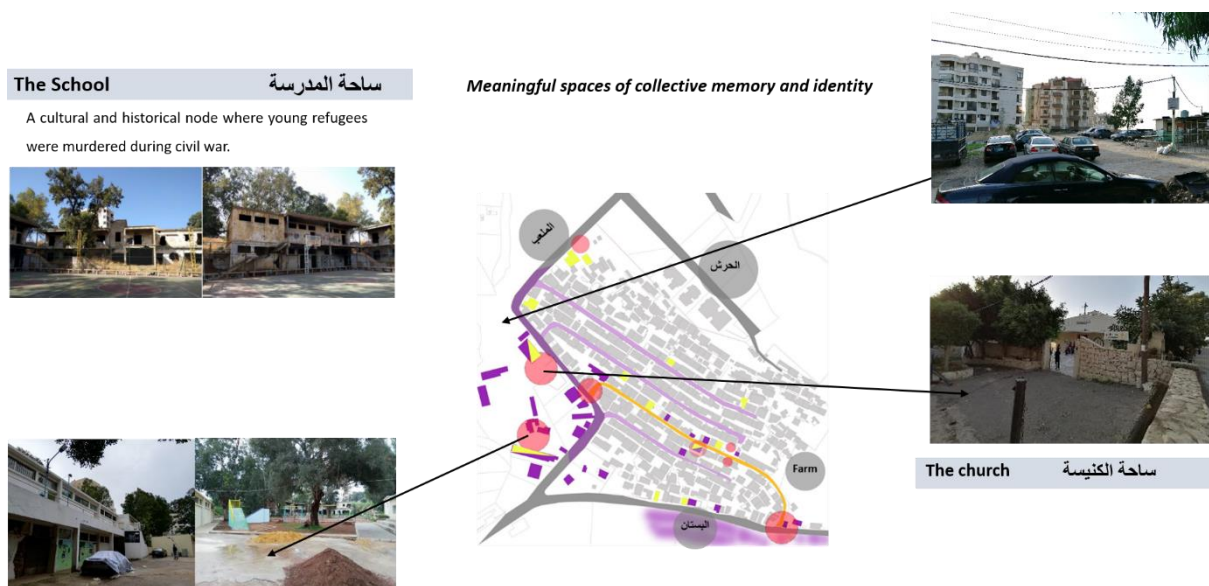 The School ساحة المدرسة
A cultural and historical node where young refugees
were murdered during civil war.
Meaningful spaces of collective memory and identity
الملعب
الحرش
Farm
البستان
The church ساحة الكنيسة